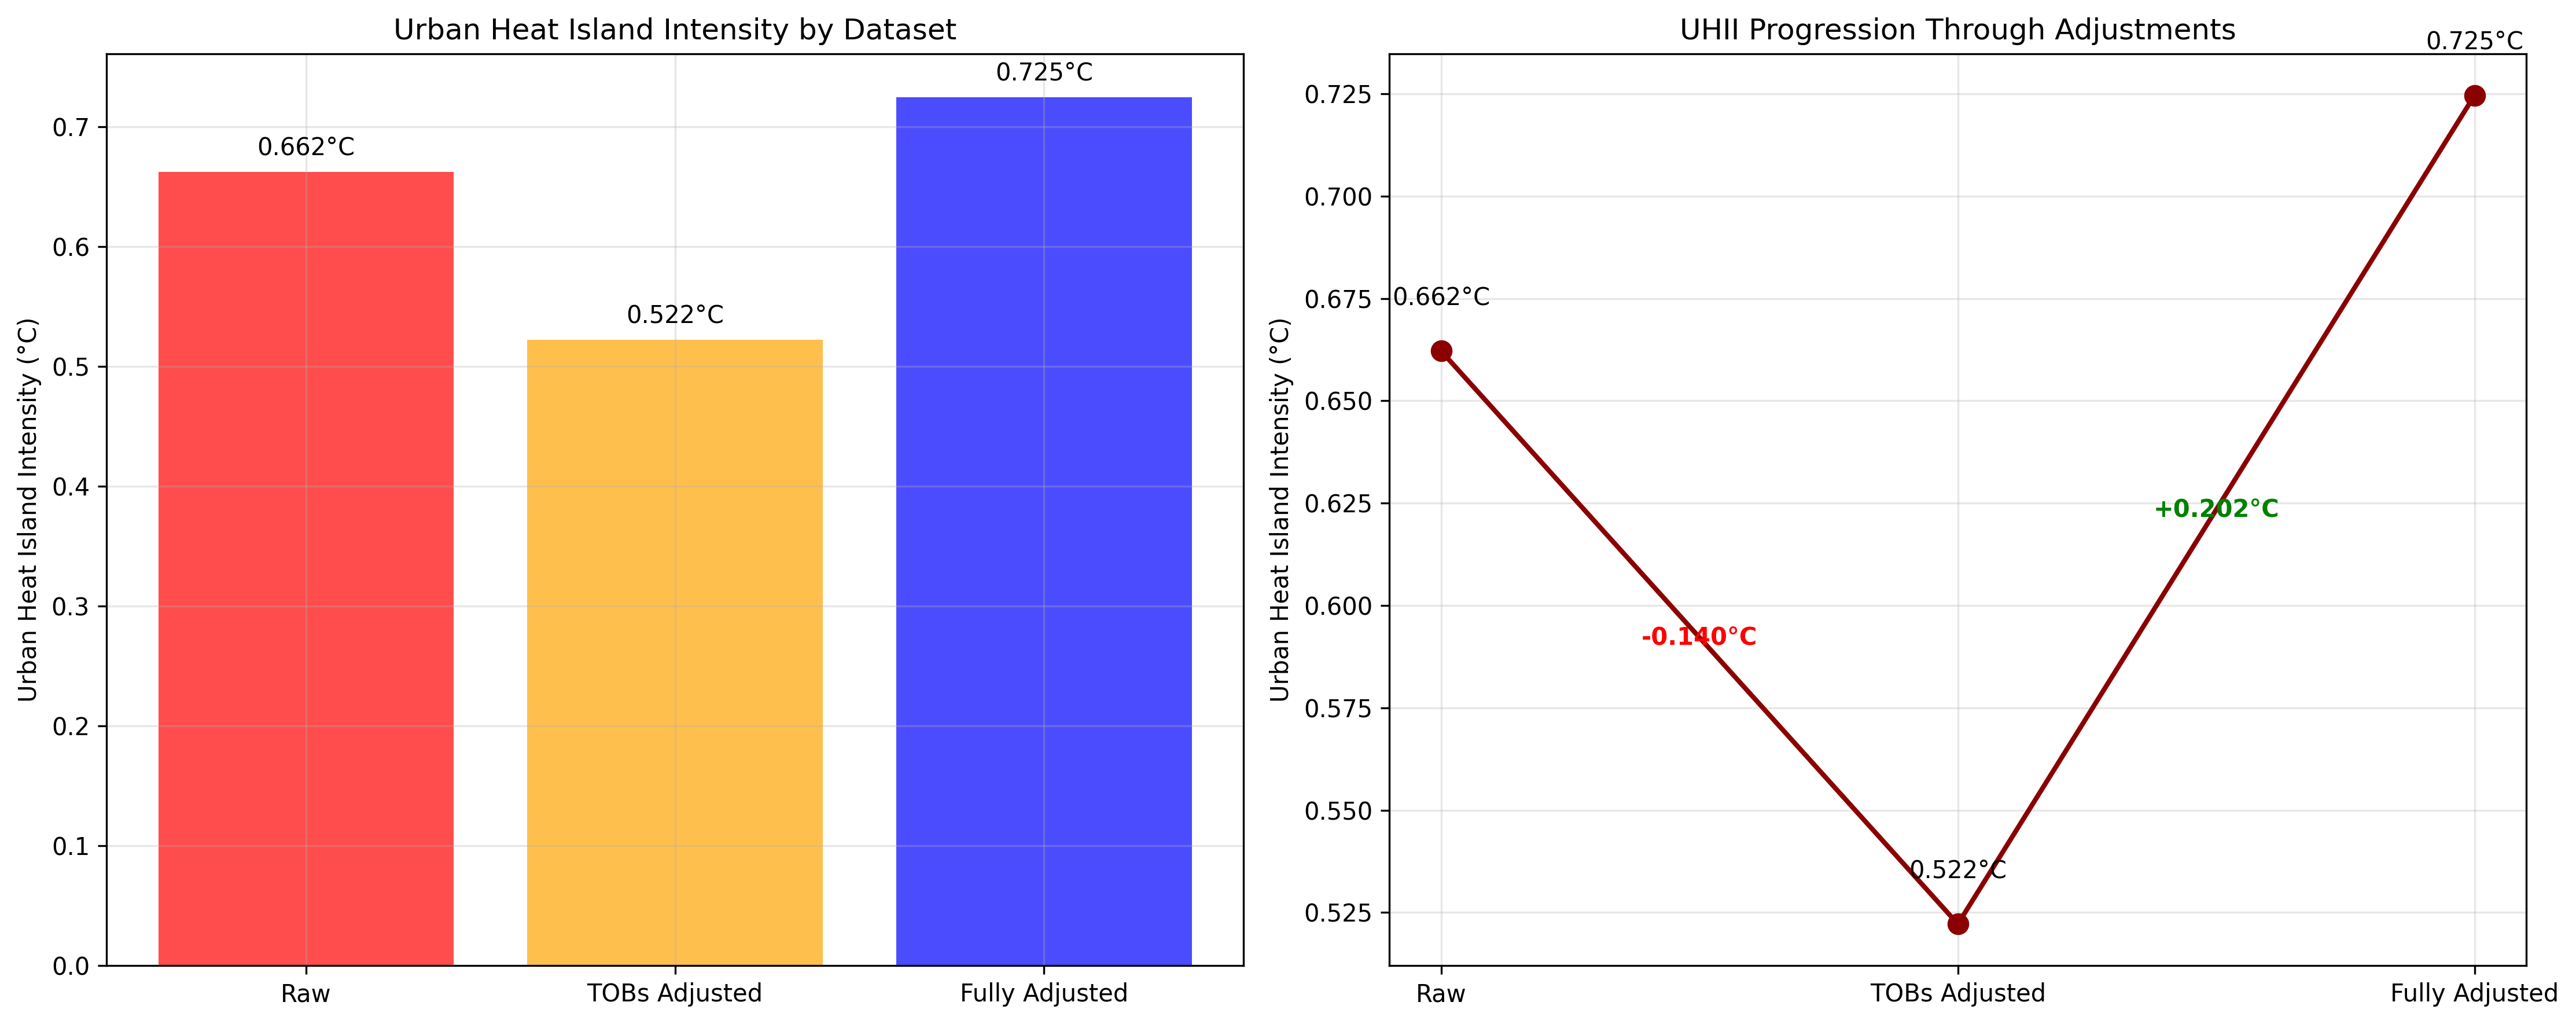 Urban Heat Island Intensity by Dataset
Urban Heat Island Intensity (°C)
0.7
0.6
0.5
0.4
0.3
0.2
0.1
0.0
0.662°C
0.522°C
0.725°C
Raw
TOBs Adjusted
Fully Adjusted
UHII Progression Through Adjustments
Urban Heat Island Intensity (°C)
0.725
0.700
0.675
0.650
0.625
0.600
0.575
0.550
0.525
0.662°C
0.522°C
0.725°C
-0.140°C
+0.202°C
Raw
TOBs Adjusted
Fully Adjusted